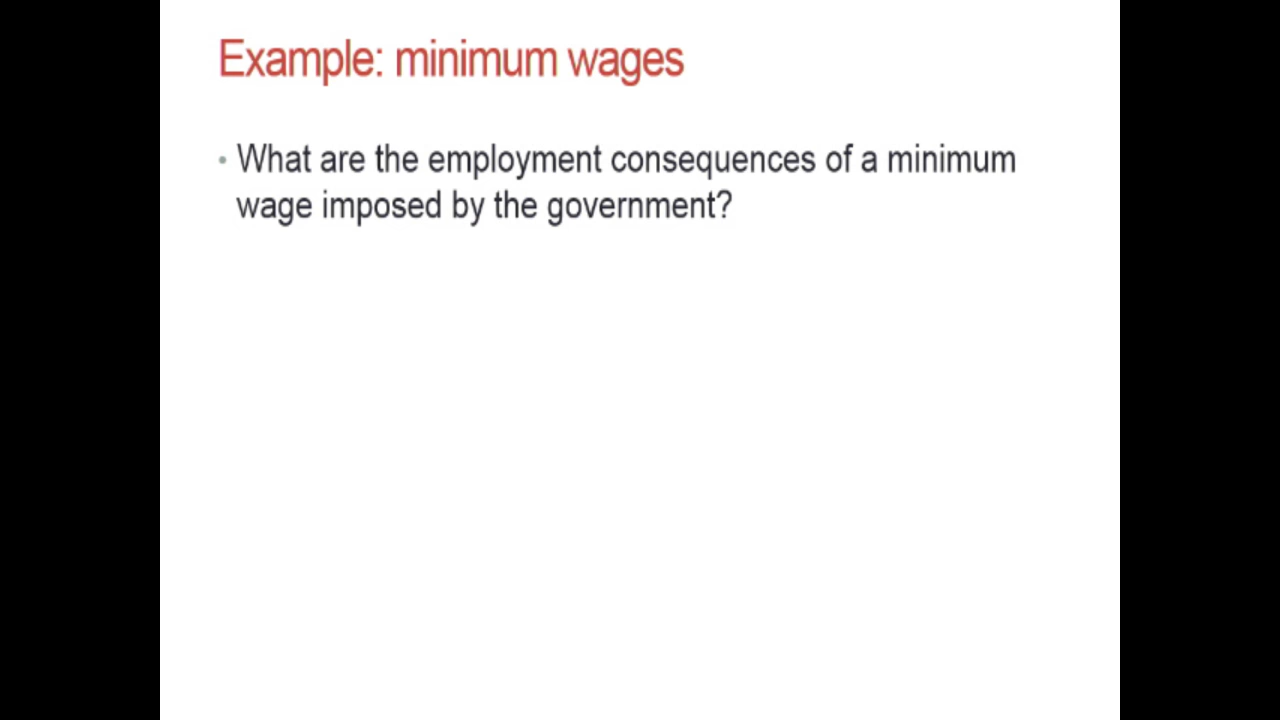 Example: minimum wages
• What are the employment consequences of a minimum
wage imposed by the government?